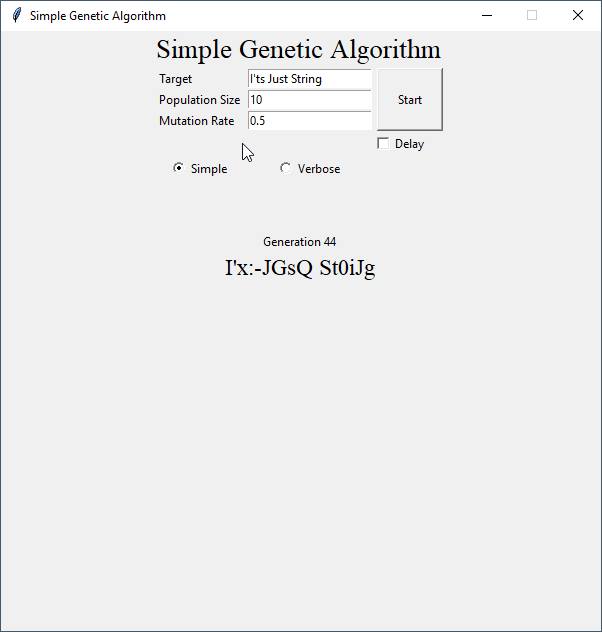 Simple Genetic Algorithm
Simple Genetic Algorithm
Target I'ts Just String
Population Size 10
Start
Mutation Rate 0.5
Delay
Simple Verbose
Generation 44
I'x:-JGsQ St0iJg